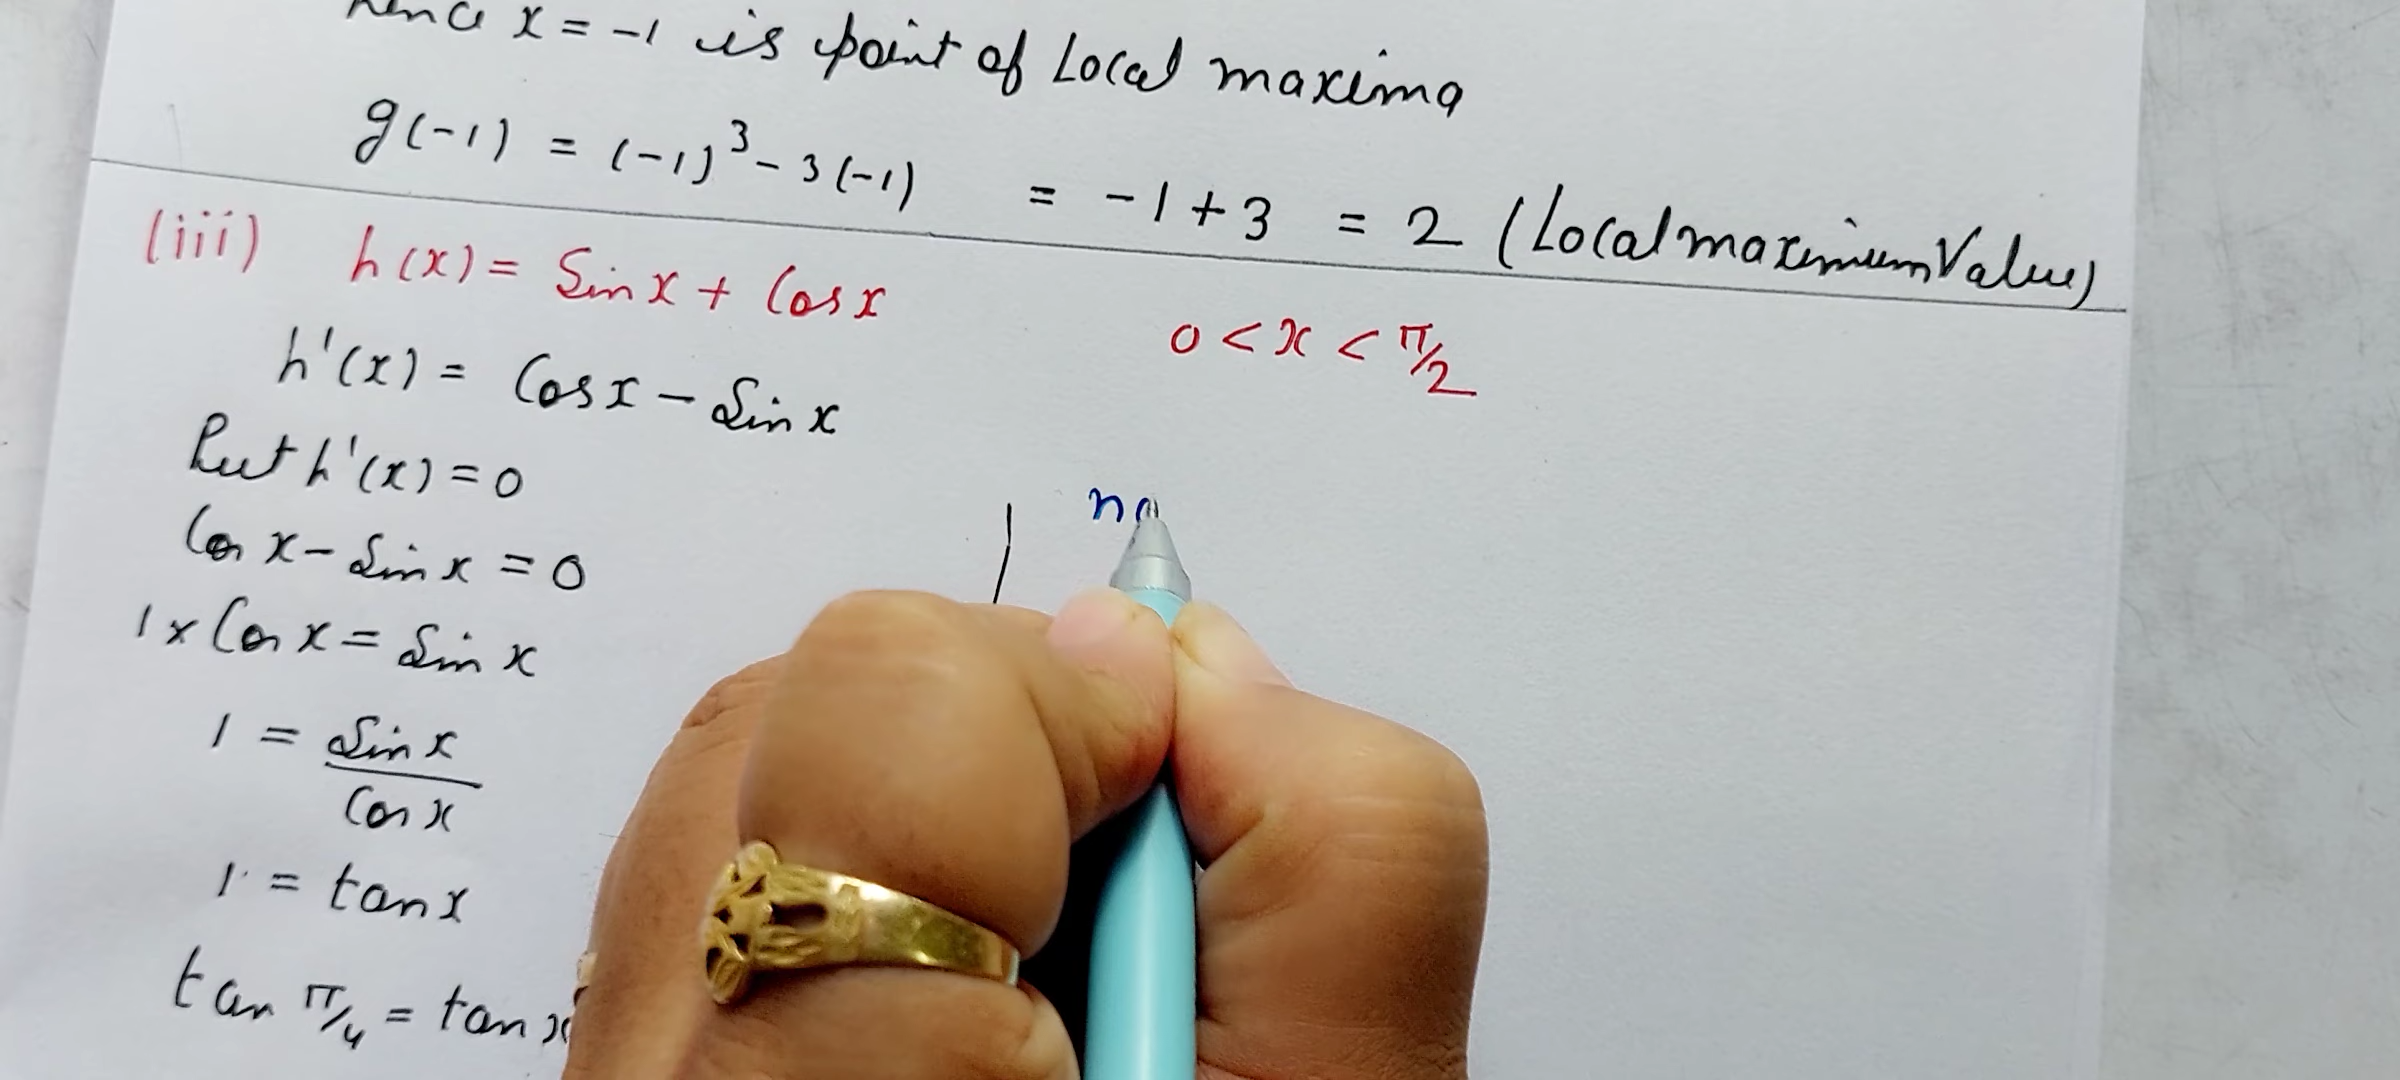 hence x = -1 is point of Local maxima
g(-1) = (-1)³ - 3(-1) = -1 + 3 = 2 (Local maximum Value)
(iii) h(x) = Sin x + Cos x 0 < x < π/2
h'(x) = Cos x - Sin x
Put h'(x) = 0
Cos x - Sin x = 0
1 x Cos x = Sin x
1 = Sin x / Cos x
1 = tan x
tan π/4 = tan x